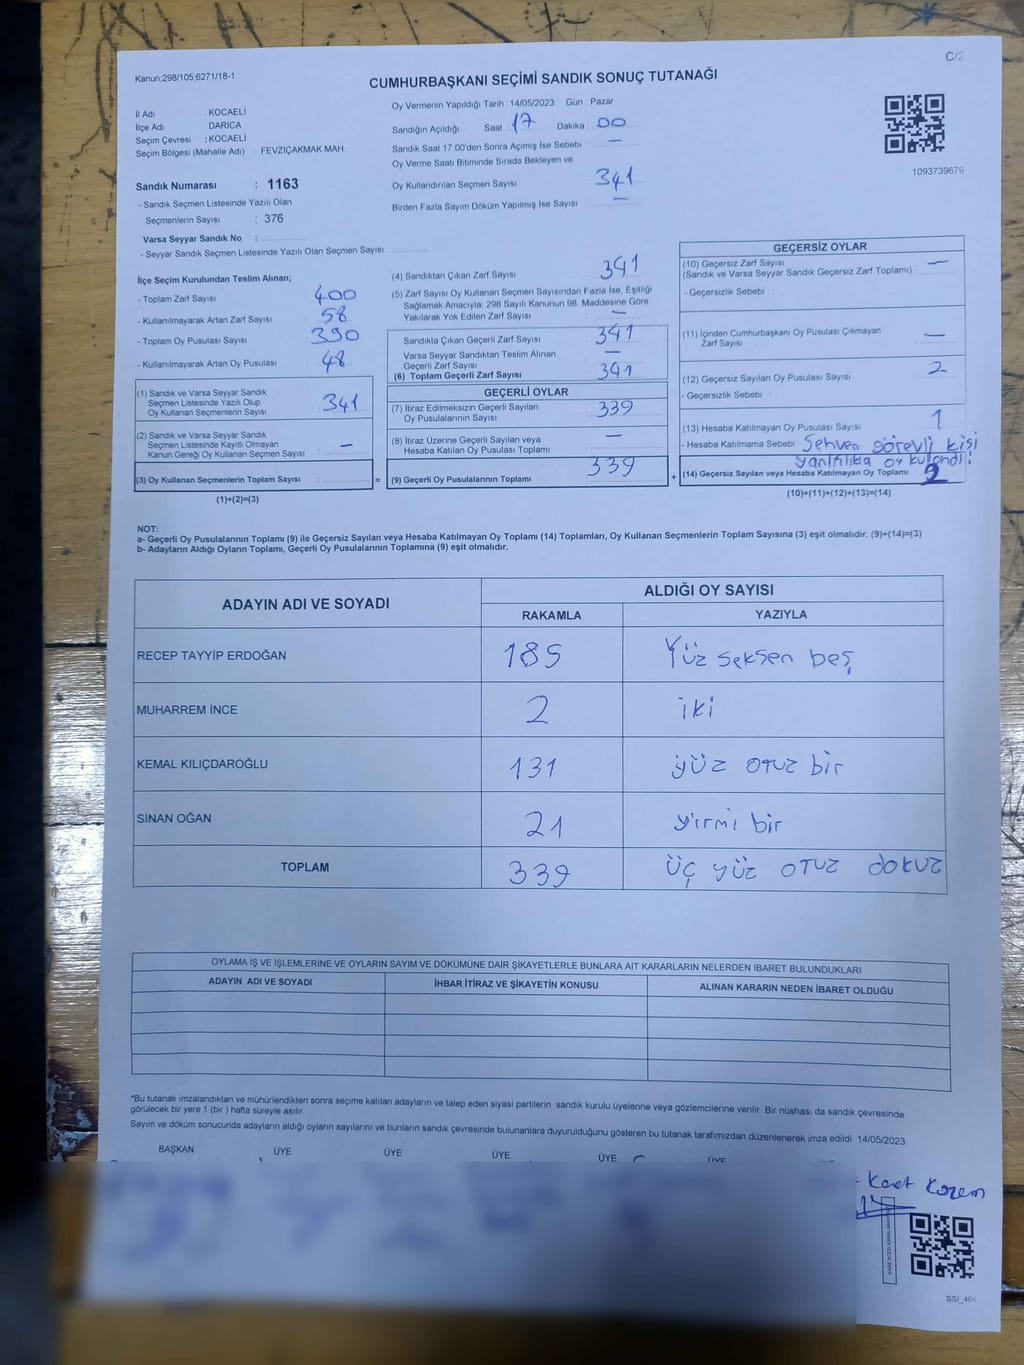 C/2
Kanun;298/105;6271/18-1
CUMHURBAŞKANI SEÇİMİ SANDIK SONUÇ TUTANAĞI
İl Adı : KOCAELİ
İlçe Adı : DARICA
Seçim Çevresi : KOCAELİ
Seçim Bölgesi (Mahalle Adı) : FEVZİÇAKMAK MAH
Sandık Numarası : 1163
- Sandık Seçmen Listesinde Yazılı Olan
Seçmenlerin Sayısı : 376
Varsa Seyyar Sandık No :
- Seyyar Sandık Seçmen Listesinde Yazılı Olan Seçmen Sayısı
Oy Vermenin Yapıldığı Tarih : 14/05/2023 Gün : Pazar
Sandığın Açıldığı Saat 17 Dakika 00
Sandık Saat 17 00'den Sonra Açımış İse Sebebi —
Oy Verme Saati Bitiminde Sırada Bekleyen ve
Oy Kullandırılan Seçmen Sayısı 341
Birden Fazla Sayım Döküm Yapılmış İse Sayısı —
1093739679
İlçe Seçim Kurulundan Teslim Alınan;
- Toplam Zarf Sayısı 400
- Kullanılmayarak Artan Zarf Sayısı 58
- Toplam Oy Pusulası Sayısı 390
- Kullanılmayarak Artan Oy Pusulası 48
(1) Sandık ve Varsa Seyyar Sandık
Seçmen Listesinde Yazılı Olup
Oy Kullanan Seçmenlerin Sayısı 341
(2) Sandık ve Varsa Seyyar Sandık
Seçmen Listesinde Kayıtlı Olmayan
Kanun Gereği Oy Kullanan Seçmen Sayısı —
(3) Oy Kullanan Seçmenlerin Toplam Sayısı =
(1)+(2)=(3)
(4) Sandıktan Çıkan Zarf Sayısı 341
(5) Zarf Sayısı Oy Kullanan Seçmen Sayısından Fazla İse, Eşitliği
Sağlamak Amacıyla, 298 Sayılı Kanunun 98. Maddesine Göre
Yakılarak Yok Edilen Zarf Sayısı —
Sandıkta Çıkan Geçerli Zarf Sayısı 341
Varsa Seyyar Sandıktan Teslim Alınan
Geçerli Zarf Sayısı —
(6) Toplam Geçerli Zarf Sayısı 341
GEÇERLİ OYLAR
(7) İtiraz Edilmeksizin Geçerli Sayılan
Oy Pusulalarının Sayısı 339
(8) İtiraz Üzerine Geçerli Sayılan veya
Hesaba Katılan Oy Pusulası Toplamı —
(9) Geçerli Oy Pusulalarının Toplamı 339 +
GEÇERSİZ OYLAR
(10) Geçersiz Zarf Sayısı —
(Sandık ve Varsa Seyyar Sandık Geçersiz Zarf Toplamı)
- Geçersizlik Sebebi
(11) İçinden Cumhurbaşkanı Oy Pusulası Çıkmayan
Zarf Sayısı —
(12) Geçersiz Sayılan Oy Pusulası Sayısı 2
- Geçersizlik Sebebi
(13) Hesaba Katılmayan Oy Pusulası Sayısı 1
- Hesaba Katılmama Sebebi Sehven görevli kişi
yanlılıkla oy kulandı.
(14) Geçersiz Sayılan veya Hesaba Katılmayan Oy Toplamı 2
(10)+(11)+(12)+(13)=(14)
NOT:
a- Geçerli Oy Pusulalarının Toplamı (9) ile Geçersiz Sayılan veya Hesaba Katılmayan Oy Toplamı (14) Toplamları, Oy Kullanan Seçmenlerin Toplam Sayısına (3) eşit olmalıdır. (9)+(14)=(3)
b- Adayların Aldığı Oyların Toplamı, Geçerli Oy Pusulalarının Toplamına (9) eşit olmalıdır.
ADAYIN ADI VE SOYADI ALDIĞI OY SAYISI
RAKAMLA YAZIYLA
RECEP TAYYİP ERDOĞAN 185 Yüz seksen beş
MUHARREM İNCE 2 iki
KEMAL KILIÇDAROĞLU 131 yüz otuz bir
SİNAN OĞAN 21 yirmi bir
TOPLAM 339 üç yüz otuz dokuz
OYLAMA İŞ VE İŞLEMLERİNE VE OYLARIN SAYIM VE DÖKÜMÜNE DAİR ŞİKAYETLERLE BUNLARA AİT KARARLARIN NELERDEN İBARET BULUNDUKLARI
ADAYIN ADI VE SOYADI İHBAR İTİRAZ VE ŞİKAYETİN KONUSU ALINAN KARARIN NEDEN İBARET OLDUĞU
*Bu tutanak imzalandıktan ve mühürlendikten sonra seçime katılan adayların ve talep eden siyasi partilerin sandık kurulu üyelerine veya gözlemcilerine verilir. Bir nüshası da sandık çevresinde
görülecek bir yere 1 (bir) hafta süreyle asılır.
Sayım ve döküm sonucunda adayların aldığı oyların sayılarını ve bunların sandık çevresinde bulunanlara duyurulduğunu gösteren bu tutanak tarafımızdan düzenlenerek imza edildi. 14/05/2023
BAŞKAN ÜYE ÜYE ÜYE ÜYE ÜYE